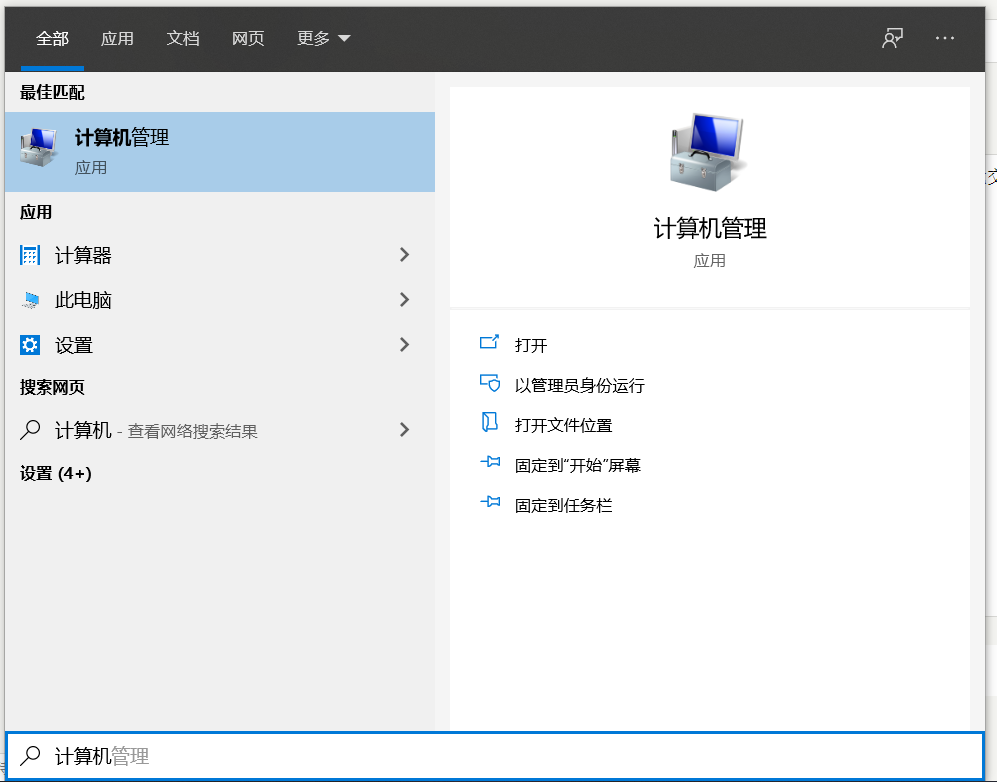 全部 应用 文档 网页 更多
最佳匹配
计算机管理
应用
应用
计算器
此电脑
设置
搜索网页
计算机 - 查看网络搜索结果
设置 (4+)
计算机管理
应用
打开
以管理员身份运行
打开文件位置
固定到“开始”屏幕
固定到任务栏
计算机管理